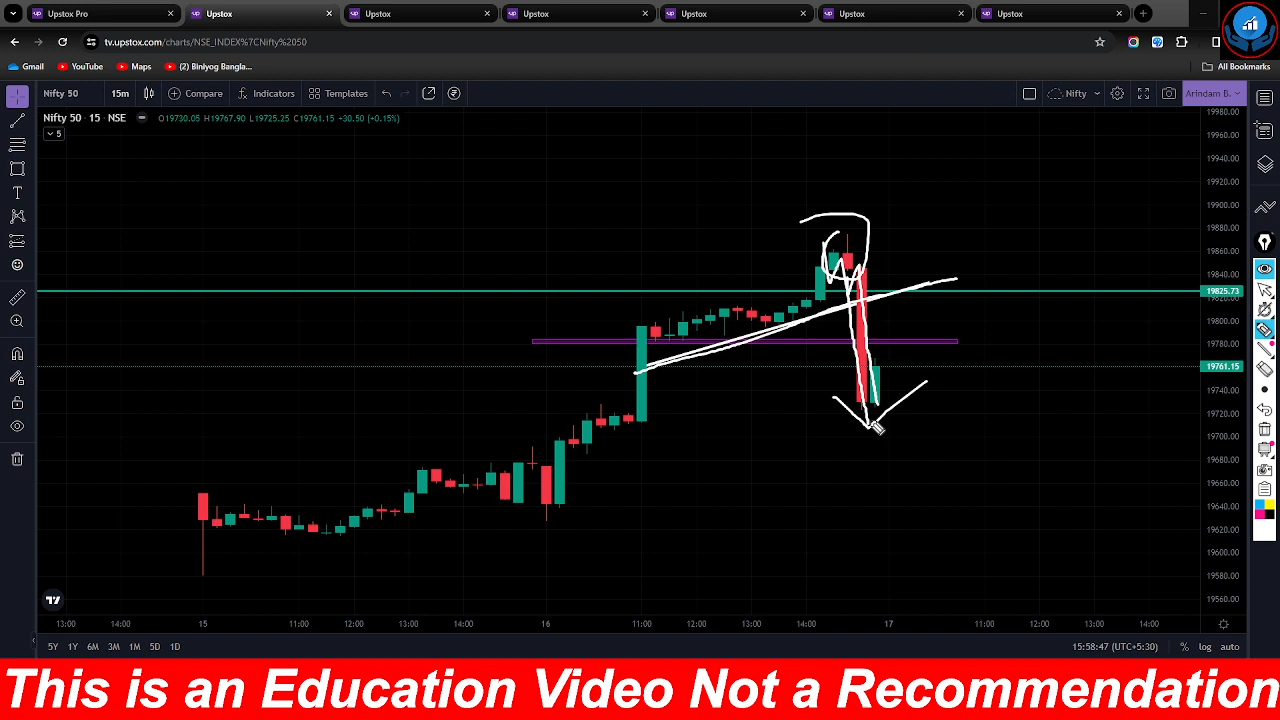 Upstox Pro
Upstox
Upstox
Upstox
Upstox
Upstox
Upstox
tv.upstox.com/charts/NSE_INDEX%7CNifty%2050
Gmail
YouTube
Maps
(2) Biniyog Bangla...
All Bookmarks
Nifty 50
15m
Compare
Indicators
Templates
Nifty
Arindam B.
Nifty 50 · 15 · NSE
O19730.05 H19767.90 L19725.25 C19761.15 +30.50 (+0.15%)
5
19980.00
19960.00
19940.00
19920.00
19900.00
19880.00
19860.00
19840.00
19825.73
19820.00
19800.00
19780.00
19761.15
19740.00
19720.00
19700.00
19680.00
19660.00
19640.00
19620.00
19600.00
19580.00
19560.00
13:00
14:00
15
11:00
12:00
13:00
14:00
16
11:00
12:00
13:00
14:00
17
11:00
12:00
13:00
14:00
5Y 1Y 6M 3M 1M 5D 1D
15:58:47 (UTC+5:30)
% log auto
This is an Education Video Not a Recommendation